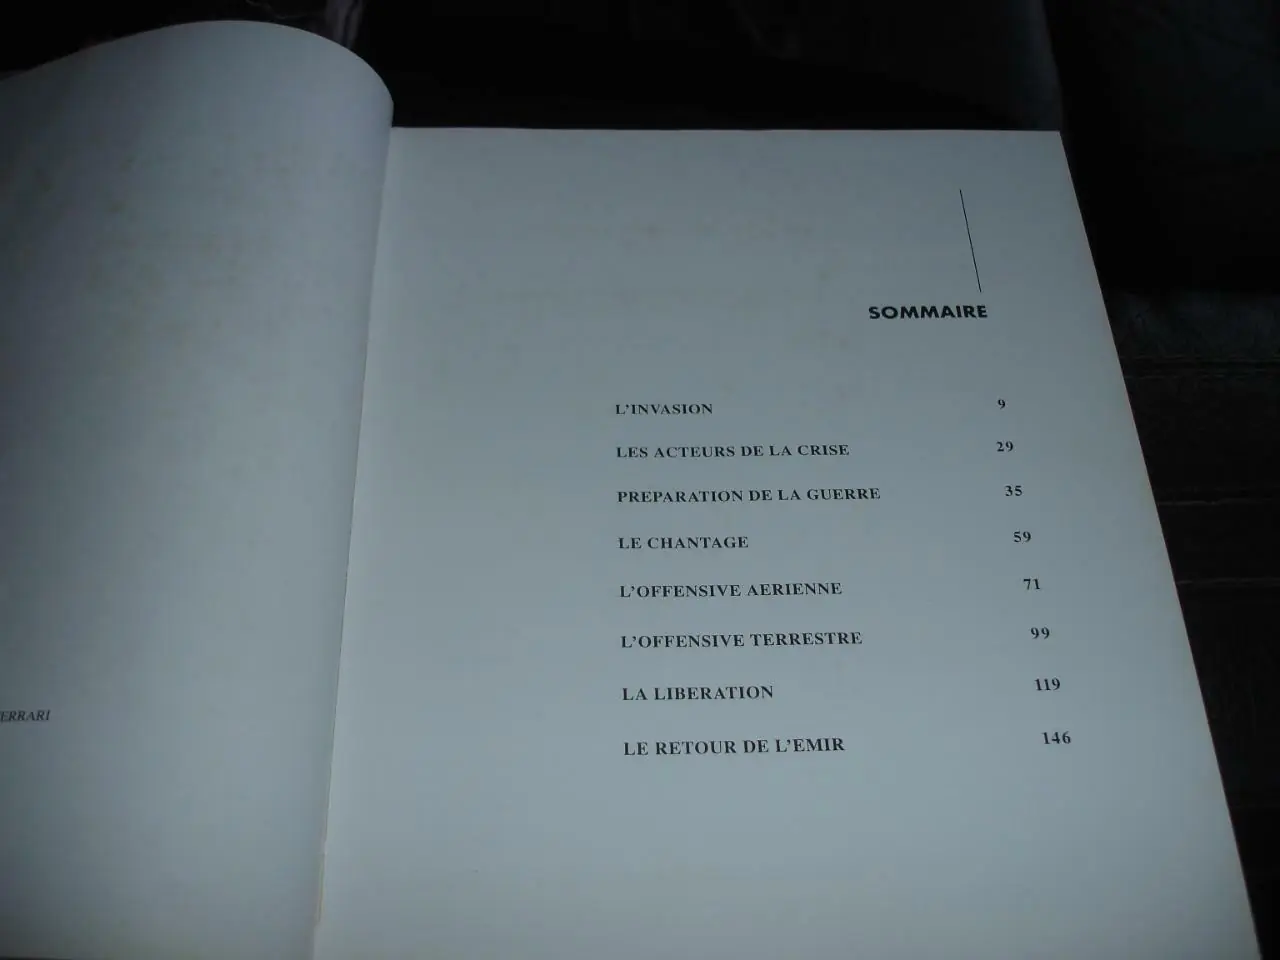 ERRARI
SOMMAIRE
L'INVASION 9
LES ACTEURS DE LA CRISE 29
PREPARATION DE LA GUERRE 35
LE CHANTAGE 59
L'OFFENSIVE AERIENNE 71
L'OFFENSIVE TERRESTRE 99
LA LIBERATION 119
LE RETOUR DE L'EMIR 146